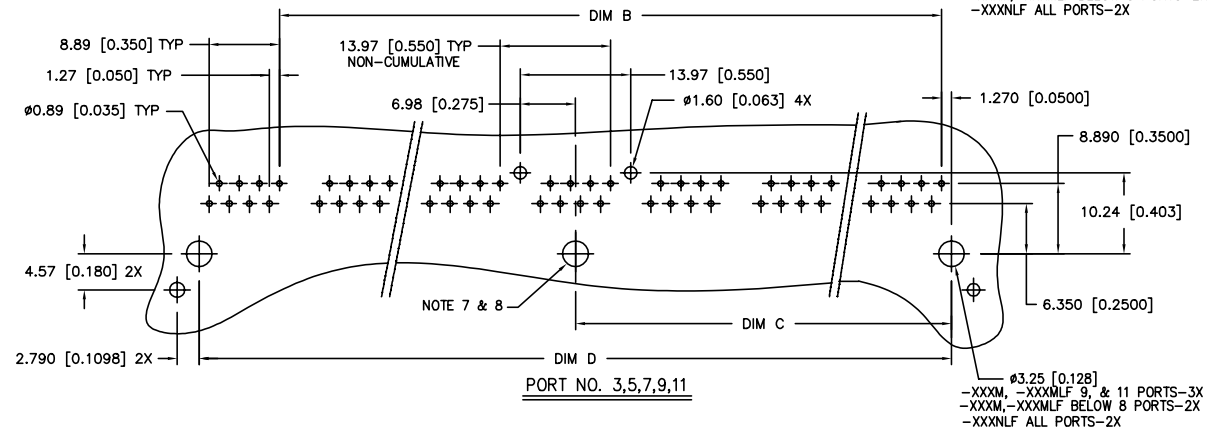 -XXXNLF ALL PORTS-2X
DIM B
8.89 [0.350] TYP
13.97 [0.550] TYP
NON-CUMULATIVE
1.27 [0.050] TYP
13.97 [0.550]
ø0.89 [0.035] TYP
6.98 [0.275]
ø1.60 [0.063] 4X
1.270 [0.0500]
8.890 [0.3500]
10.24 [0.403]
4.57 [0.180] 2X
NOTE 7 & 8
6.350 [0.2500]
DIM C
2.790 [0.1098] 2X
DIM D
PORT NO. 3,5,7,9,11
ø3.25 [0.128]
-XXXM, -XXXMLF 9, & 11 PORTS-3X
-XXXM,-XXXMLF BELOW 8 PORTS-2X
-XXXNLF ALL PORTS-2X